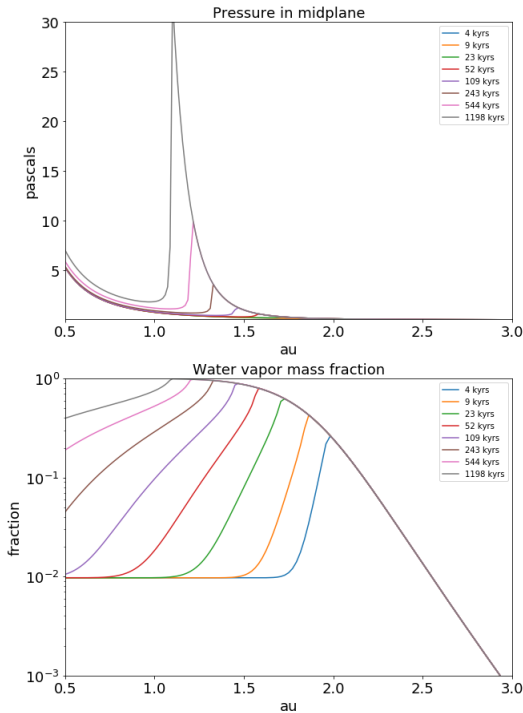 Pressure in midplane
30
25
20
15
10
5
pascals
4 kyrs
9 kyrs
23 kyrs
52 kyrs
109 kyrs
243 kyrs
544 kyrs
1198 kyrs
0.5 1.0 1.5 2.0 2.5 3.0
au
Water vapor mass fraction
10⁰
10⁻¹
10⁻²
10⁻³
fraction
4 kyrs
9 kyrs
23 kyrs
52 kyrs
109 kyrs
243 kyrs
544 kyrs
1198 kyrs
0.5 1.0 1.5 2.0 2.5 3.0
au